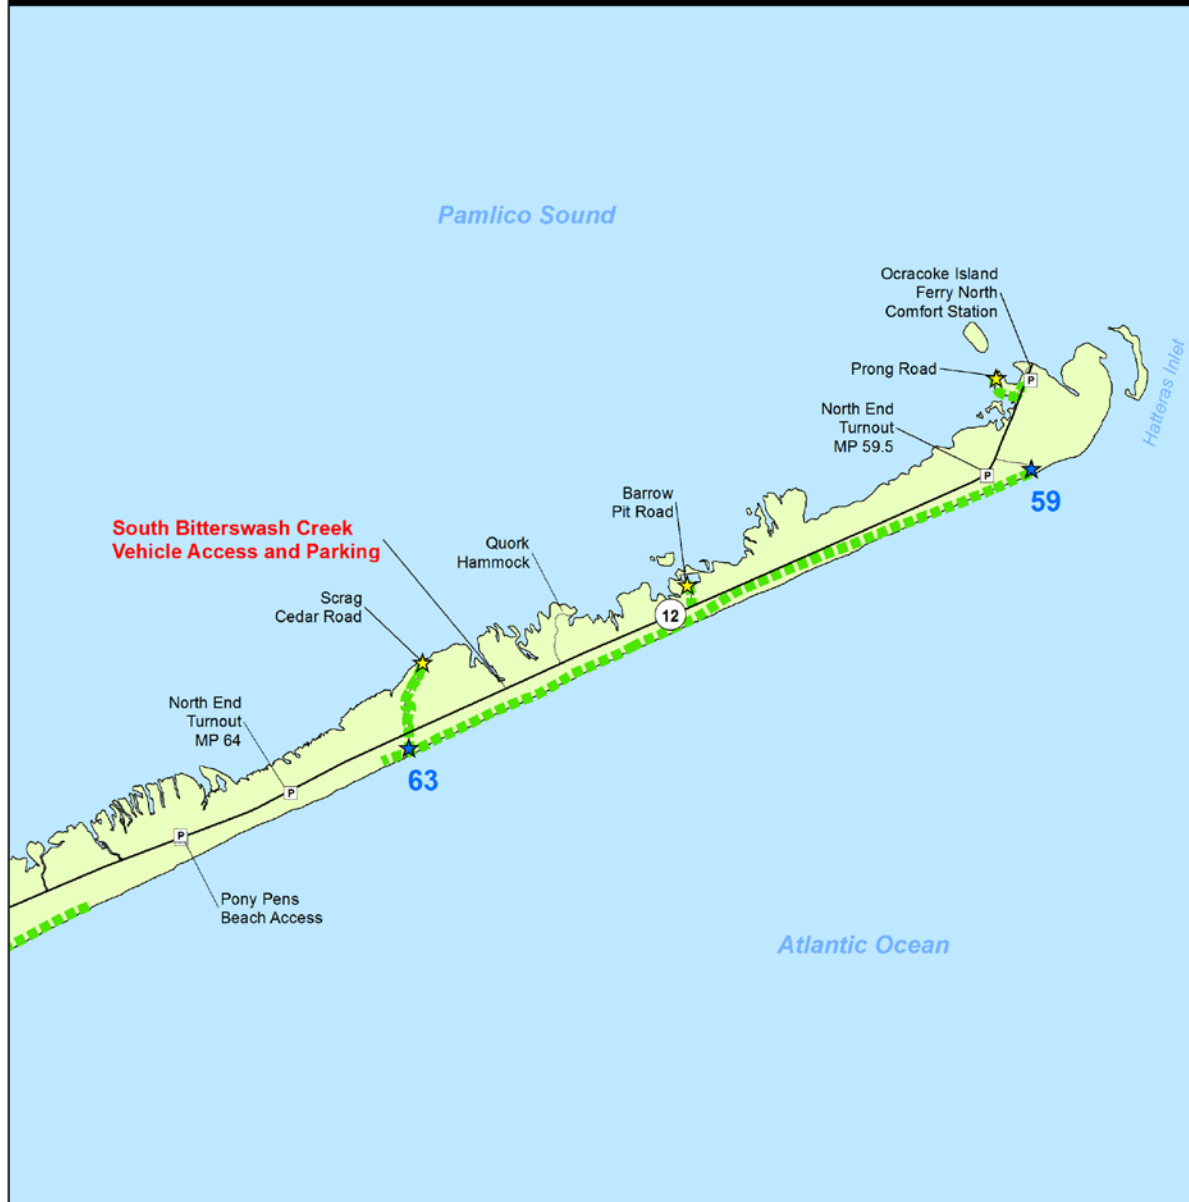 Pamlico Sound
Ocracoke Island
Ferry North
Comfort Station
Hatteras Inlet
Prong Road
P
North End
Turnout
MP 59.5
P
59
Barrow
Pit Road
South Bitterswash Creek
Vehicle Access and Parking
Quork
Hammock
Scrag
Cedar Road
12
North End
Turnout
MP 64
63
P
P
Pony Pens
Beach Access
Atlantic Ocean